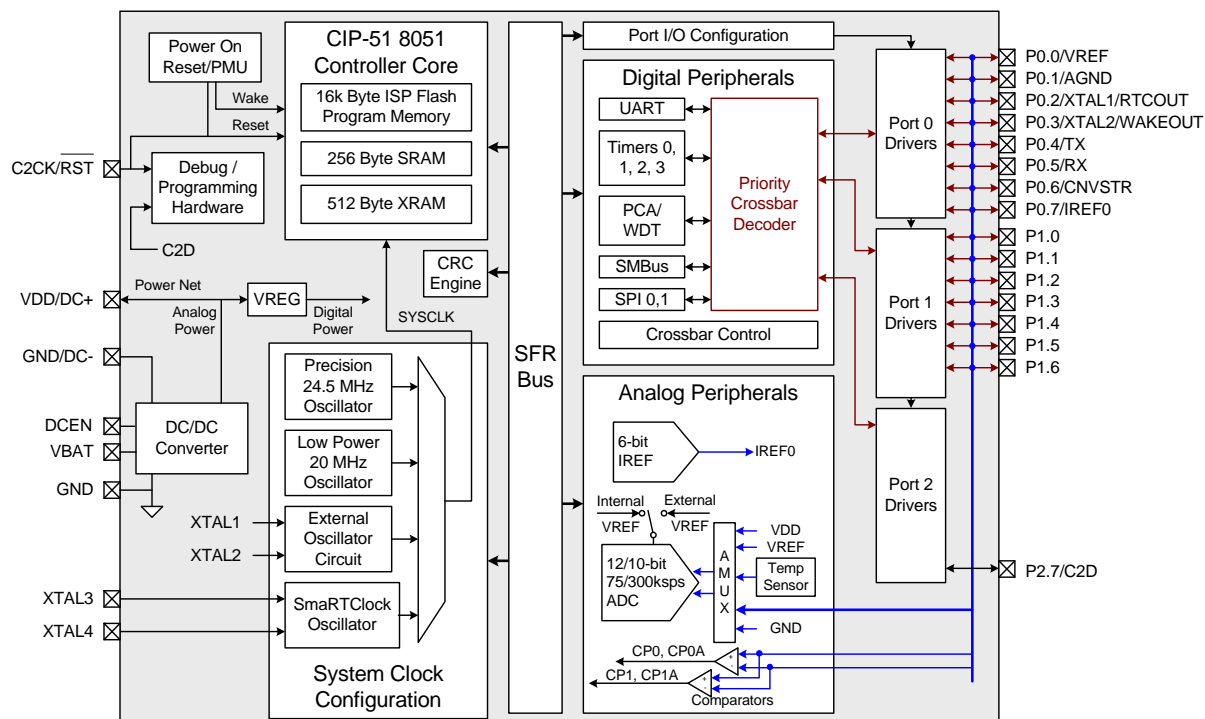 Power On
Reset/PMU
Wake
Reset
C2CK/RST
Debug /
Programming
Hardware
C2D
CIP-51 8051
Controller Core
16k Byte ISP Flash
Program Memory
256 Byte SRAM
512 Byte XRAM
CRC
Engine
VDD/DC+
Power Net
Analog
Power
VREG
Digital
Power
SYSCLK
GND/DC-
DCEN
VBAT
GND
DC/DC
Converter
Precision
24.5 MHz
Oscillator
Low Power
20 MHz
Oscillator
XTAL1
XTAL2
External
Oscillator
Circuit
XTAL3
XTAL4
SmaRTClock
Oscillator
System Clock
Configuration
SFR
Bus
Port I/O Configuration
Digital Peripherals
UART
Timers 0,
1, 2, 3
PCA/
WDT
SMBus
SPI 0,1
Priority
Crossbar
Decoder
Crossbar Control
Analog Peripherals
6-bit
IREF
IREF0
Internal
VREF
External
VREF
12/10-bit
75/300ksps
ADC
A
M
U
X
VDD
VREF
Temp
Sensor
GND
CP0, CP0A
+
-
CP1, CP1A
+
-
Comparators
Port 0
Drivers
Port 1
Drivers
Port 2
Drivers
P0.0/VREF
P0.1/AGND
P0.2/XTAL1/RTCOUT
P0.3/XTAL2/WAKEOUT
P0.4/TX
P0.5/RX
P0.6/CNVSTR
P0.7/IREF0
P1.0
P1.1
P1.2
P1.3
P1.4
P1.5
P1.6
P2.7/C2D